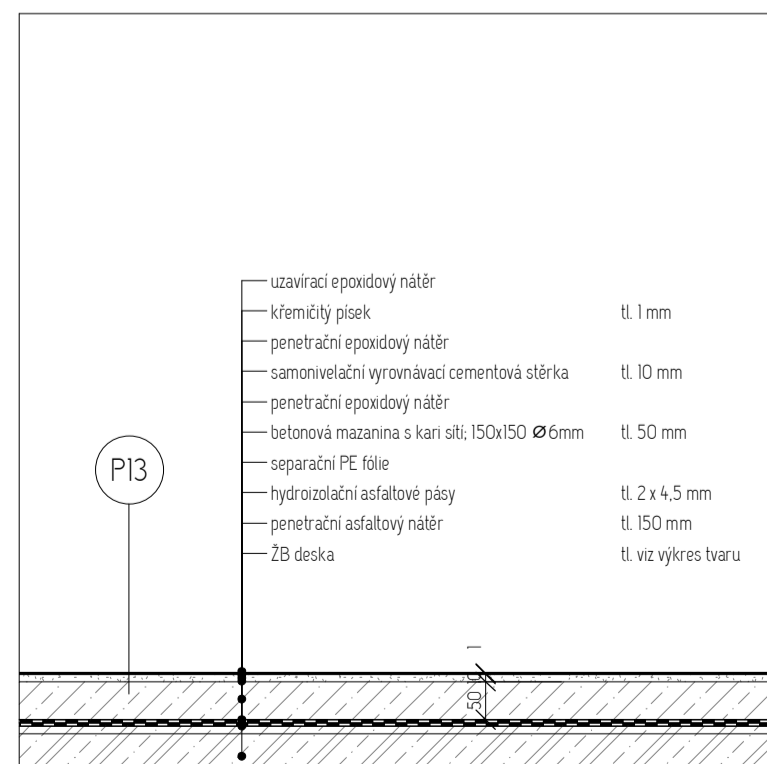 uzavírací epoxidový nátěr
křemičitý písek tl. 1 mm
penetrační epoxidový nátěr
samonivelační vyrovnávací cementová stěrka tl. 10 mm
penetrační epoxidový nátěr
betonová mazanina s kari sítí; 150x150 Ø6mm tl. 50 mm
separační PE fólie
hydroizolační asfaltové pásy tl. 2 x 4,5 mm
penetrační asfaltový nátěr tl. 150 mm
ŽB deska tl. viz výkres tvaru
P13
1
10
50